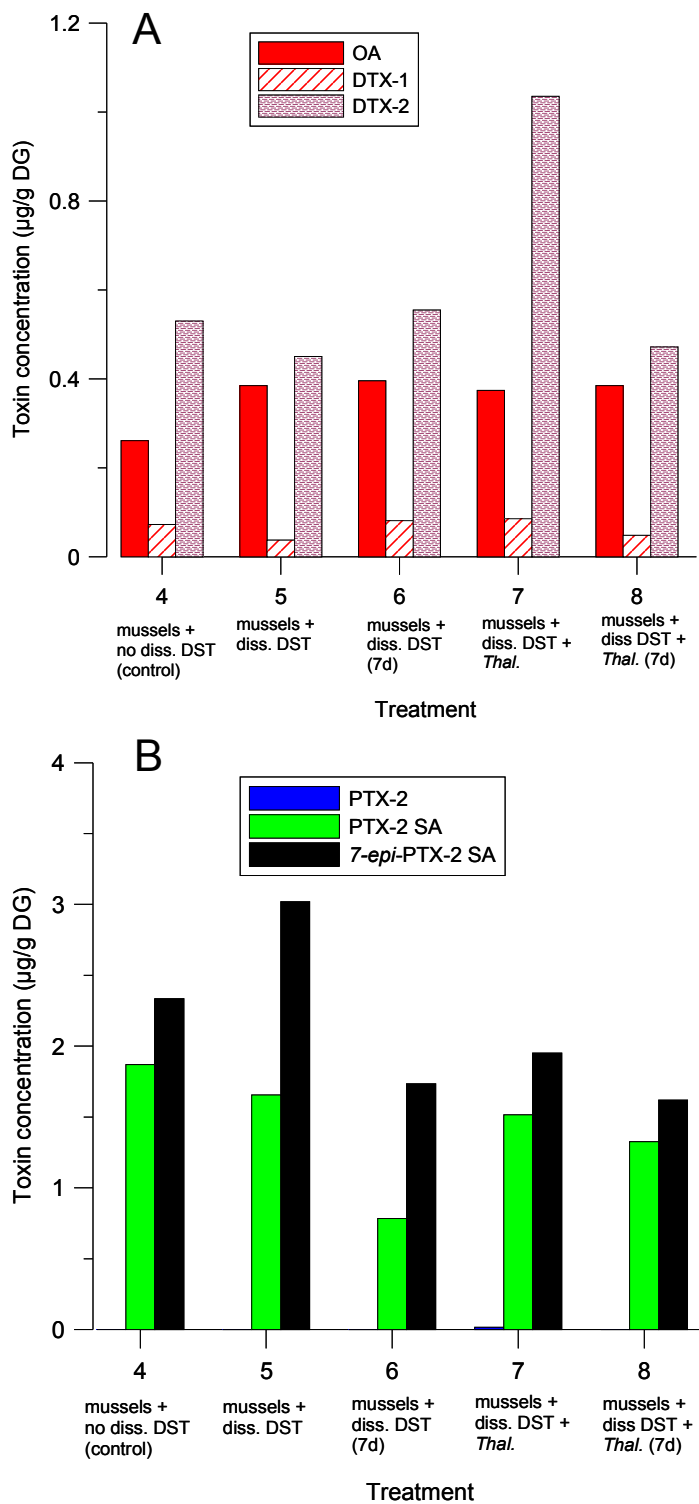 A
1.2
OA
DTX-1
DTX-2
0.8
0.4
0
Toxin concentration (µg/g DG)
4 5 6 7 8
mussels + mussels + mussels + mussels + mussels +
no diss. DST diss. DST diss. DST diss. DST + diss DST +
(control) (7d) Thal. Thal. (7d)
Treatment
B
4
PTX-2
PTX-2 SA
7-epi-PTX-2 SA
3
2
1
0
Toxin concentration (µg/g DG)
4 5 6 7 8
mussels + mussels + mussels + mussels + mussels +
no diss. DST diss. DST diss. DST diss. DST + diss DST +
(control) (7d) Thal. Thal. (7d)
Treatment